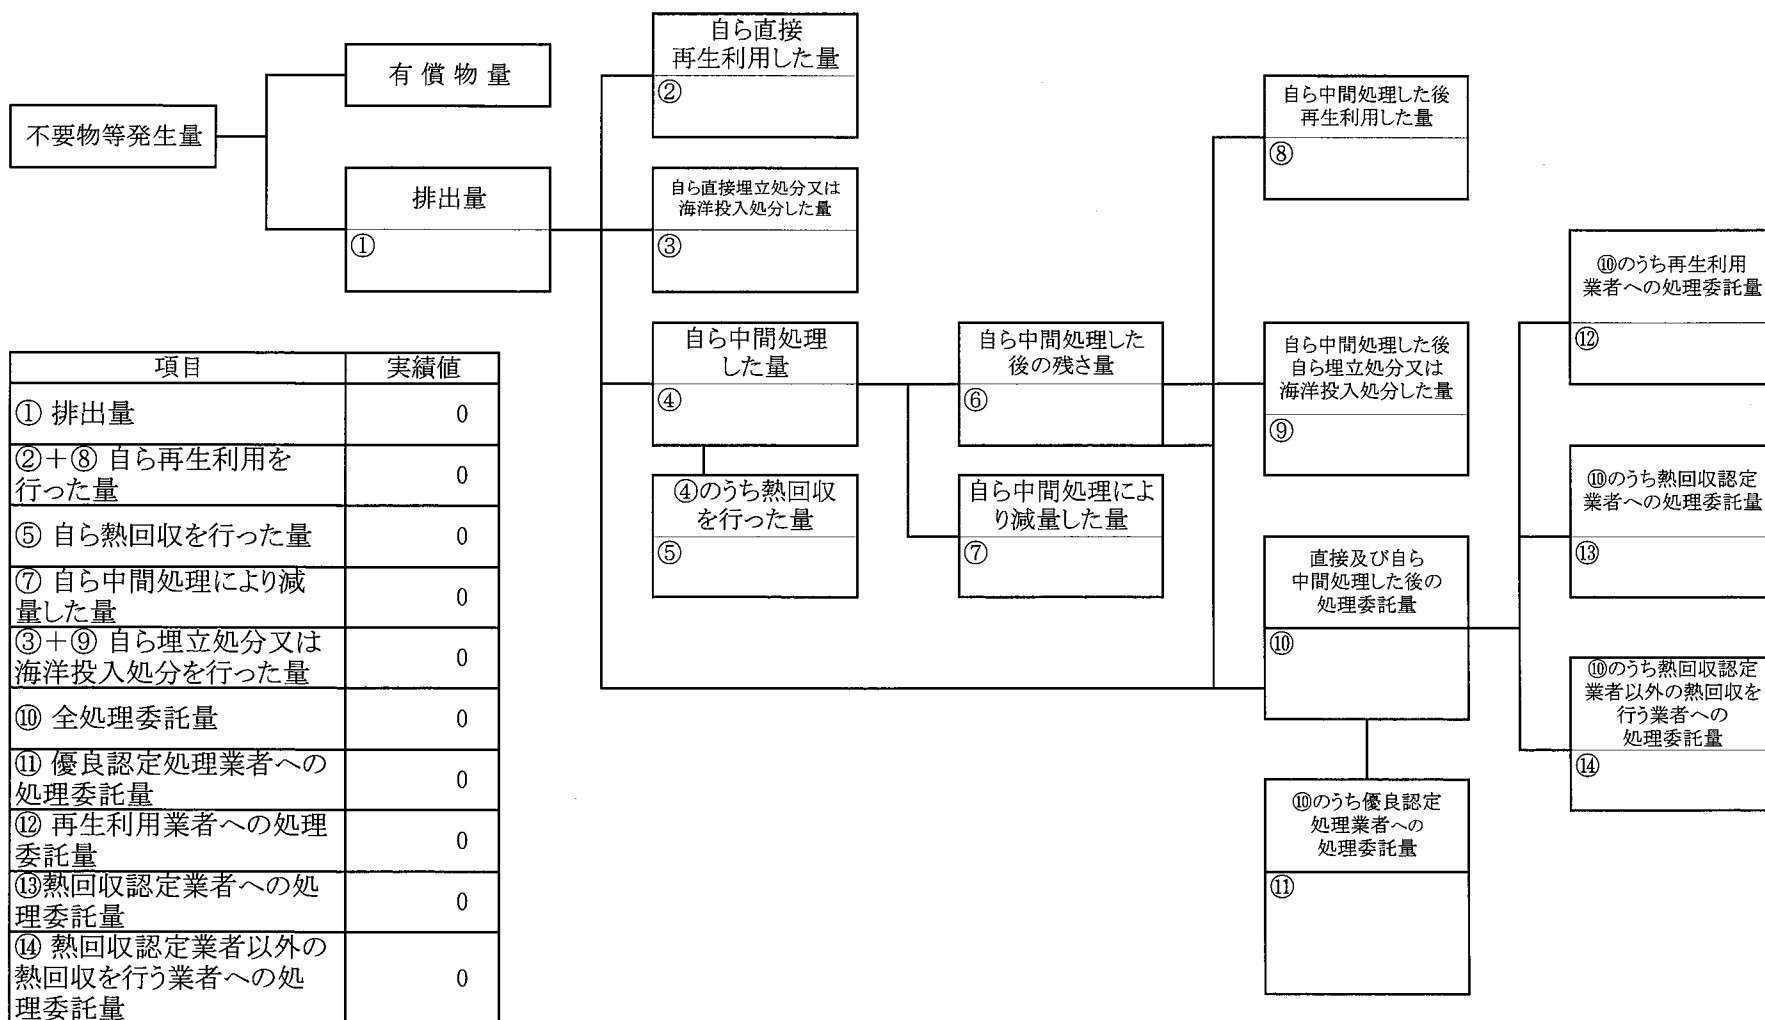 不要物等発生量
有償物量
排出量
①
自ら直接
再生利用した量
②
自ら直接埋立処分又は
海洋投入処分した量
③
自ら中間処理
した量
④
④のうち熱回収
を行った量
⑤
自ら中間処理した
後の残さ量
⑥
自ら中間処理によ
り減量した量
⑦
自ら中間処理した後
再生利用した量
⑧
自ら中間処理した後
自ら埋立処分又は
海洋投入処分した量
⑨
直接及び自ら
中間処理した後の
処理委託量
⑩
⑩のうち優良認定
処理業者への
処理委託量
⑪
⑩のうち再生利用
業者への処理委託量
⑫
⑩のうち熱回収認定
業者への処理委託量
⑬
⑩のうち熱回収認定
業者以外の熱回収を
行う業者への
処理委託量
⑭
項目 実績値
① 排出量 0
②+⑧ 自ら再生利用を
行った量 0
⑤ 自ら熱回収を行った量 0
⑦ 自ら中間処理により減
量した量 0
③+⑨ 自ら埋立処分又は
海洋投入処分を行った量 0
⑩ 全処理委託量 0
⑪ 優良認定処理業者への
処理委託量 0
⑫ 再生利用業者への処理
委託量 0
⑬熱回収認定業者への処
理委託量 0
⑭ 熱回収認定業者以外の
熱回収を行う業者への処
理委託量 0